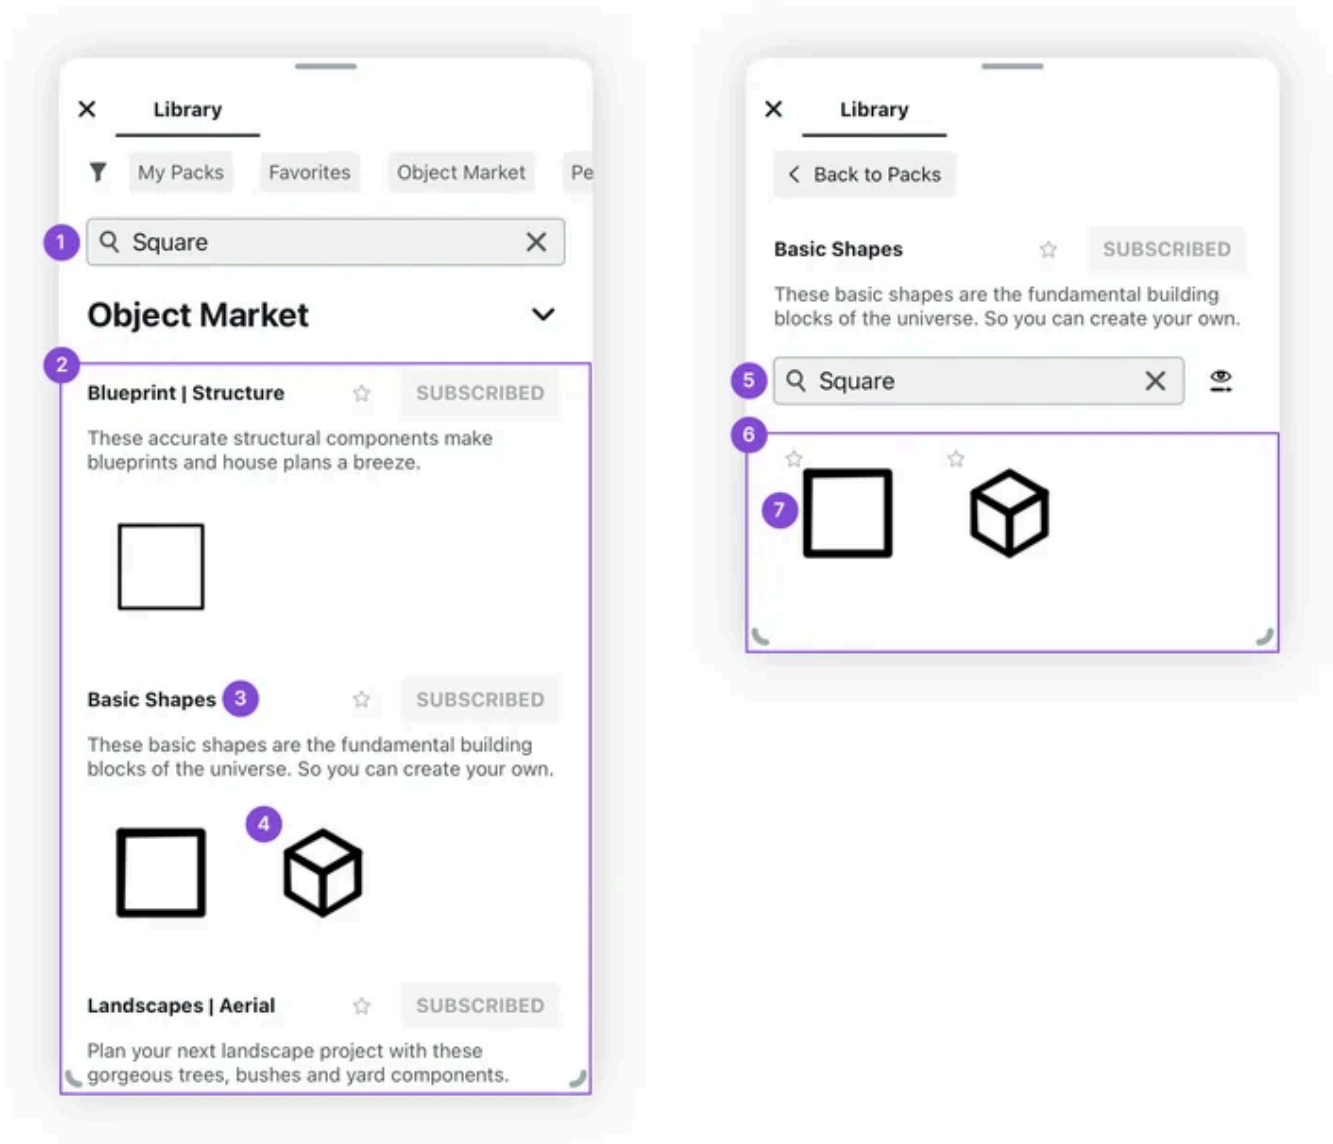 Library
My Packs Favorites Object Market Pe
1 Square
Object Market
2
Blueprint | Structure SUBSCRIBED
These accurate structural components make
blueprints and house plans a breeze.
Basic Shapes 3 SUBSCRIBED
These basic shapes are the fundamental building
blocks of the universe. So you can create your own.
4
Landscapes | Aerial SUBSCRIBED
Plan your next landscape project with these
gorgeous trees, bushes and yard components.
Library
Back to Packs
Basic Shapes SUBSCRIBED
These basic shapes are the fundamental building
blocks of the universe. So you can create your own.
5 Square
6
7